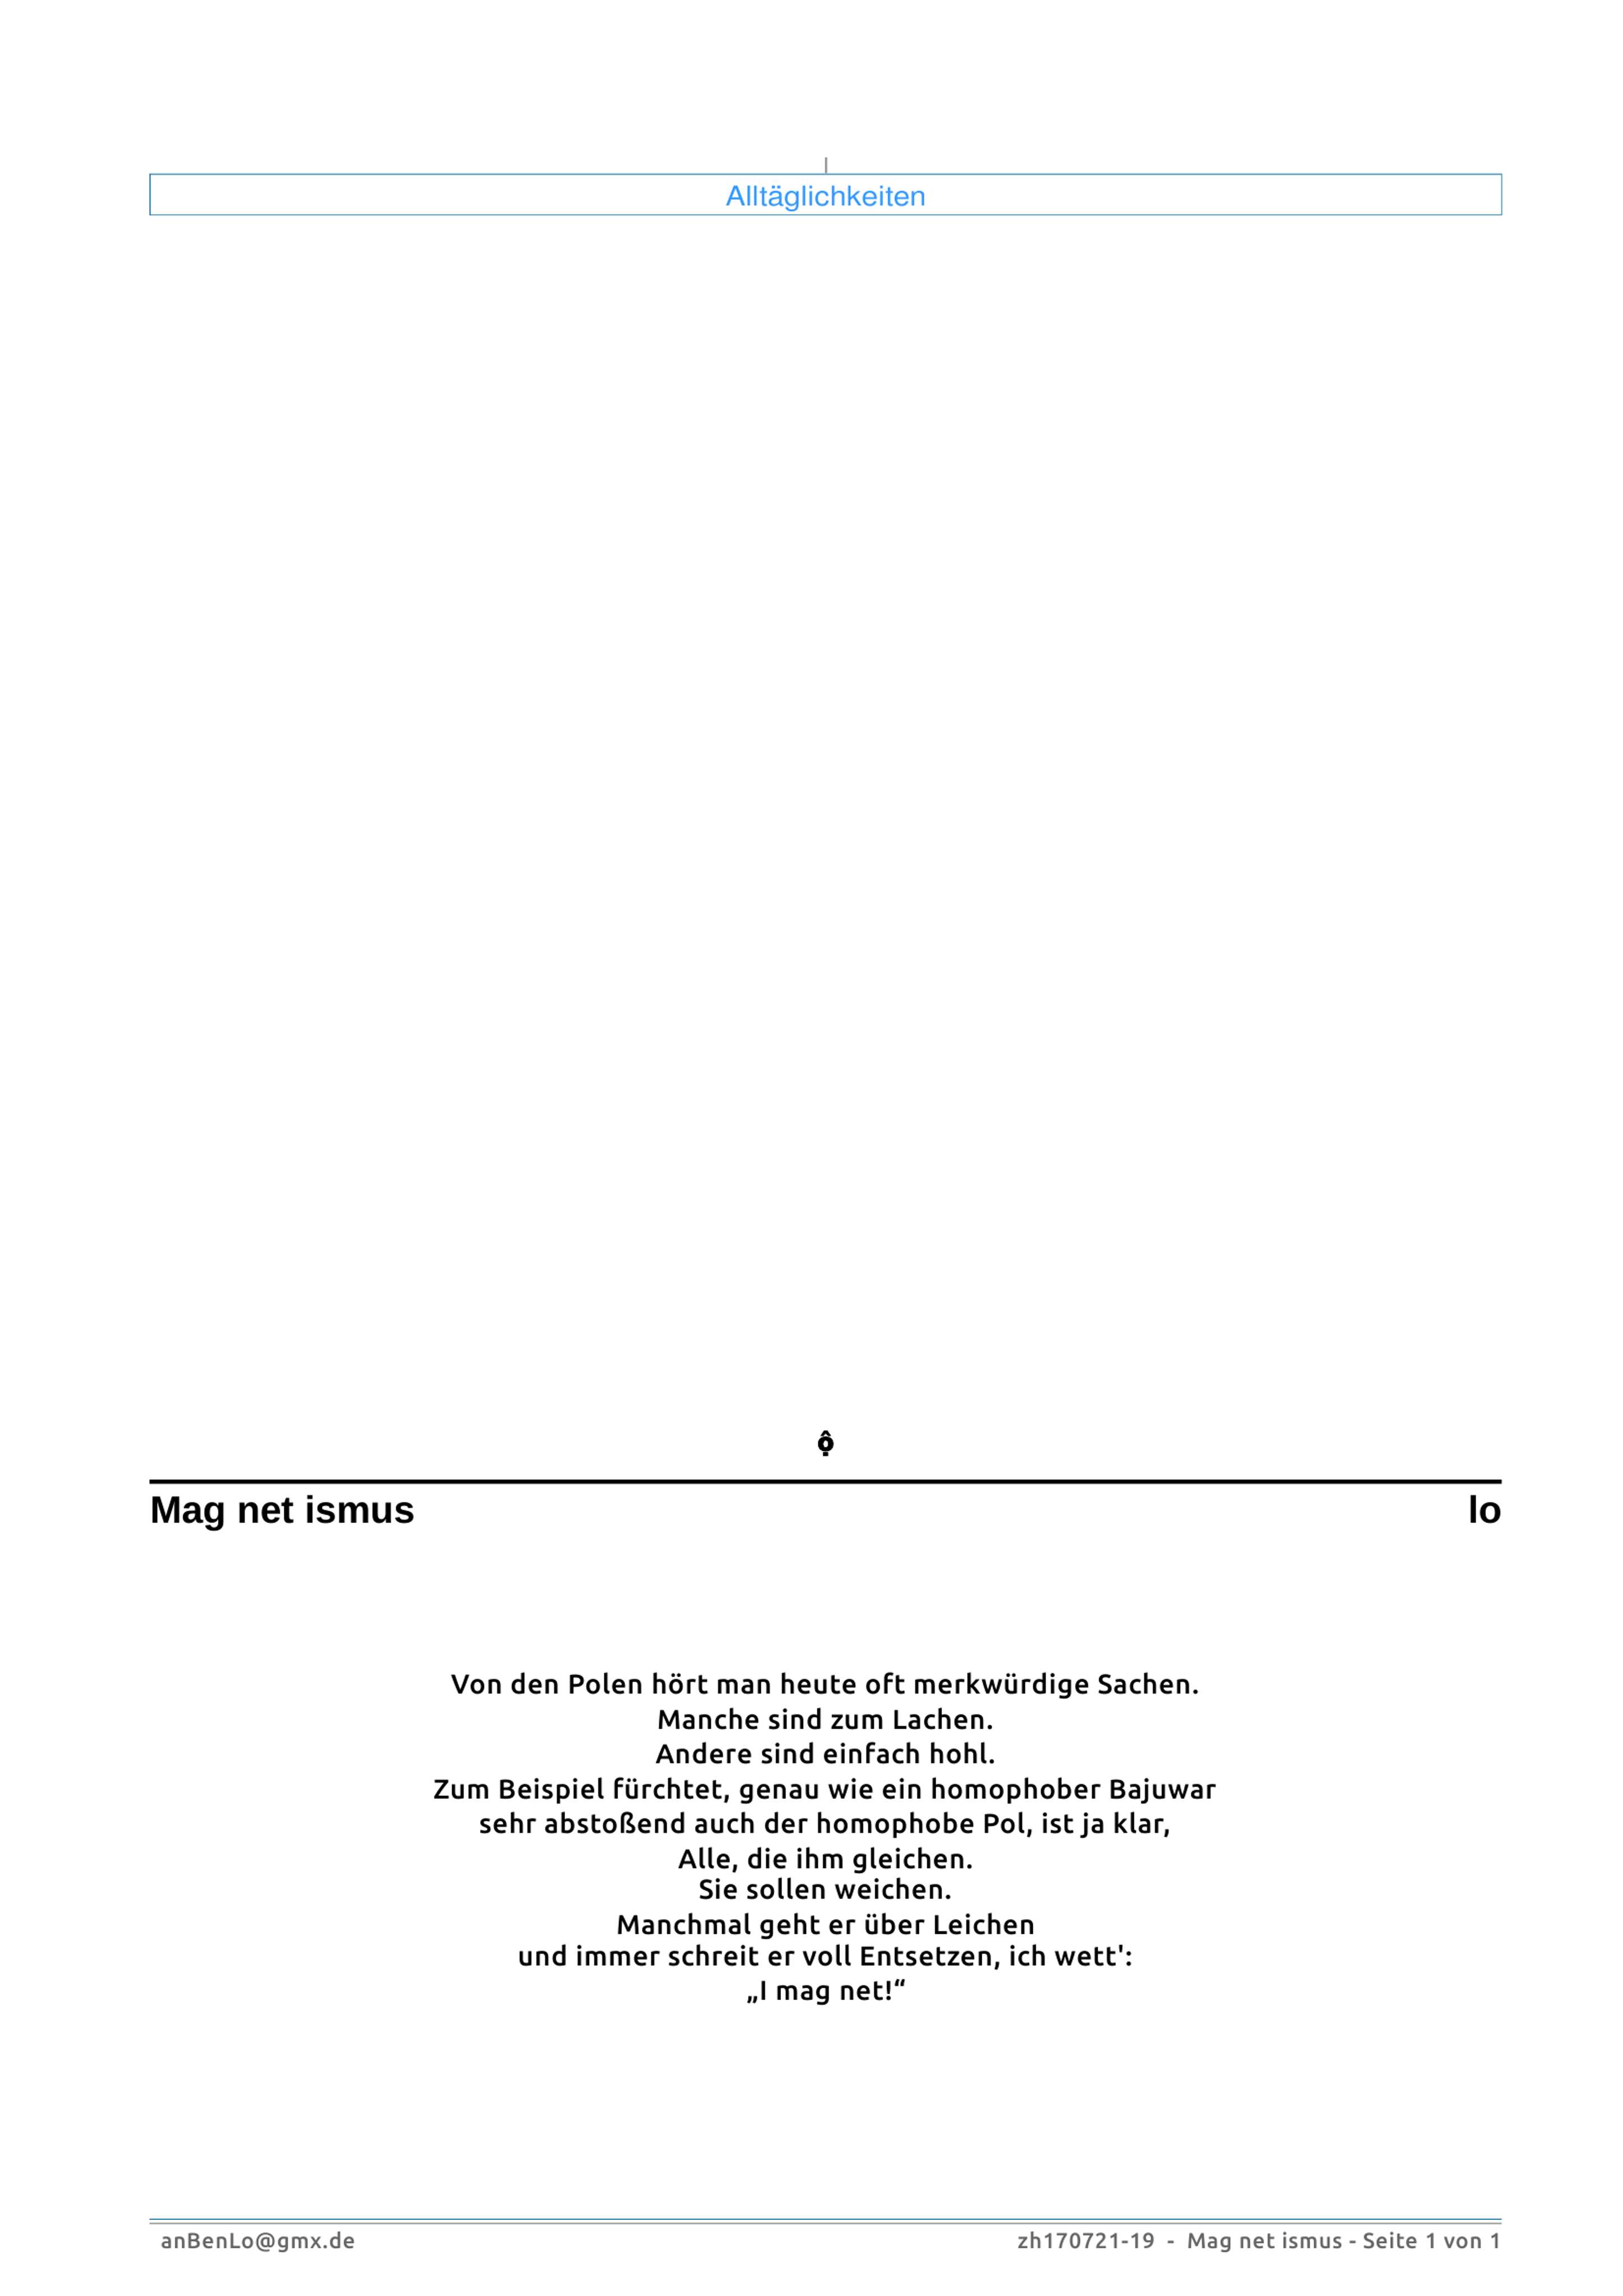 Alltäglichkeiten
ộ
Mag net ismus lo
Von den Polen hört man heute oft merkwürdige Sachen.
Manche sind zum Lachen.
Andere sind einfach hohl.
Zum Beispiel fürchtet, genau wie ein homophober Bajuwar
sehr abstoßend auch der homophobe Pol, ist ja klar,
Alle, die ihm gleichen.
Sie sollen weichen.
Manchmal geht er über Leichen
und immer schreit er voll Entsetzen, ich wett':
„I mag net!“
anBenLo@gmx.de zh170721-19 - Mag net ismus - Seite 1 von 1